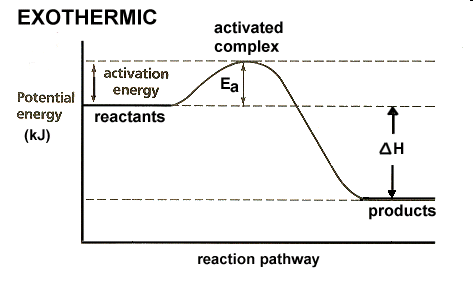 EXOTHERMIC
activated
complex
activation
energy
Ea
Potential
energy
(kJ)
reactants
ΔH
products
reaction pathway